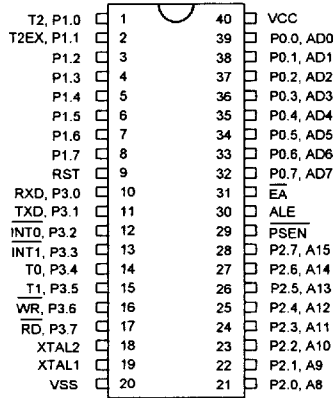 T2, P1.0 1 40 VCC
T2EX, P1.1 2 39 P0.0, AD0
P1.2 3 38 P0.1, AD1
P1.3 4 37 P0.2, AD2
P1.4 5 36 P0.3, AD3
P1.5 6 35 P0.4, AD4
P1.6 7 34 P0.5, AD5
P1.7 8 33 P0.6, AD6
RST 9 32 P0.7, AD7
RXD, P3.0 10 31 EA
TXD, P3.1 11 30 ALE
INT0, P3.2 12 29 PSEN
INT1, P3.3 13 28 P2.7, A15
T0, P3.4 14 27 P2.6, A14
T1, P3.5 15 26 P2.5, A13
WR, P3.6 16 25 P2.4, A12
RD, P3.7 17 24 P2.3, A11
XTAL2 18 23 P2.2, A10
XTAL1 19 22 P2.1, A9
VSS 20 21 P2.0, A8